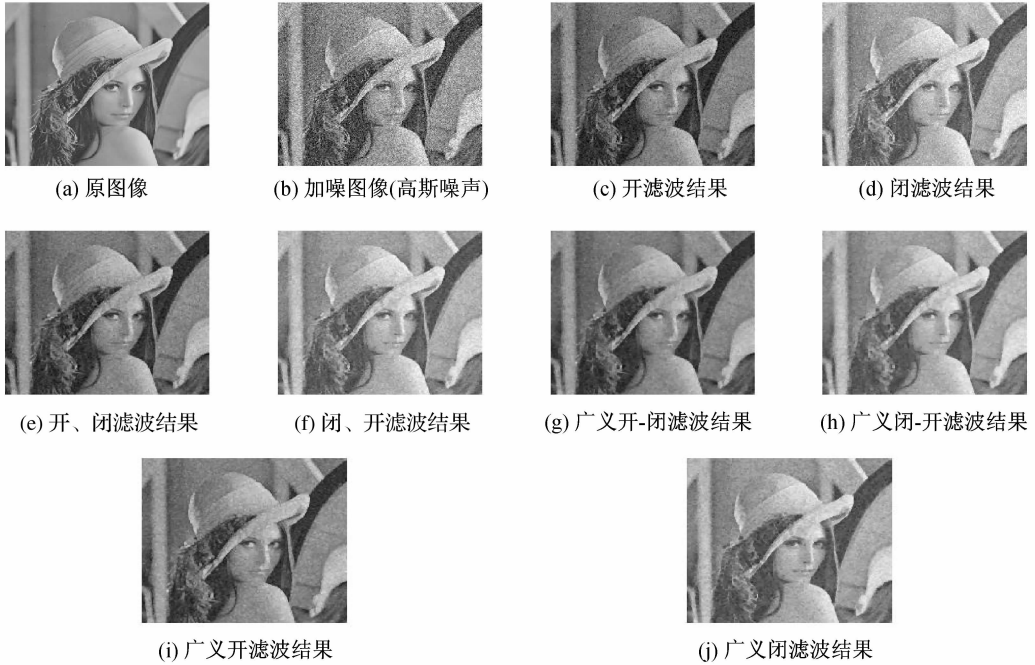 (a) 原图像
(b) 加噪图像(高斯噪声)
(c) 开滤波结果
(d) 闭滤波结果
(e) 开、闭滤波结果
(f) 闭、开滤波结果
(g) 广义开-闭滤波结果
(h) 广义闭-开滤波结果
(i) 广义开滤波结果
(j) 广义闭滤波结果